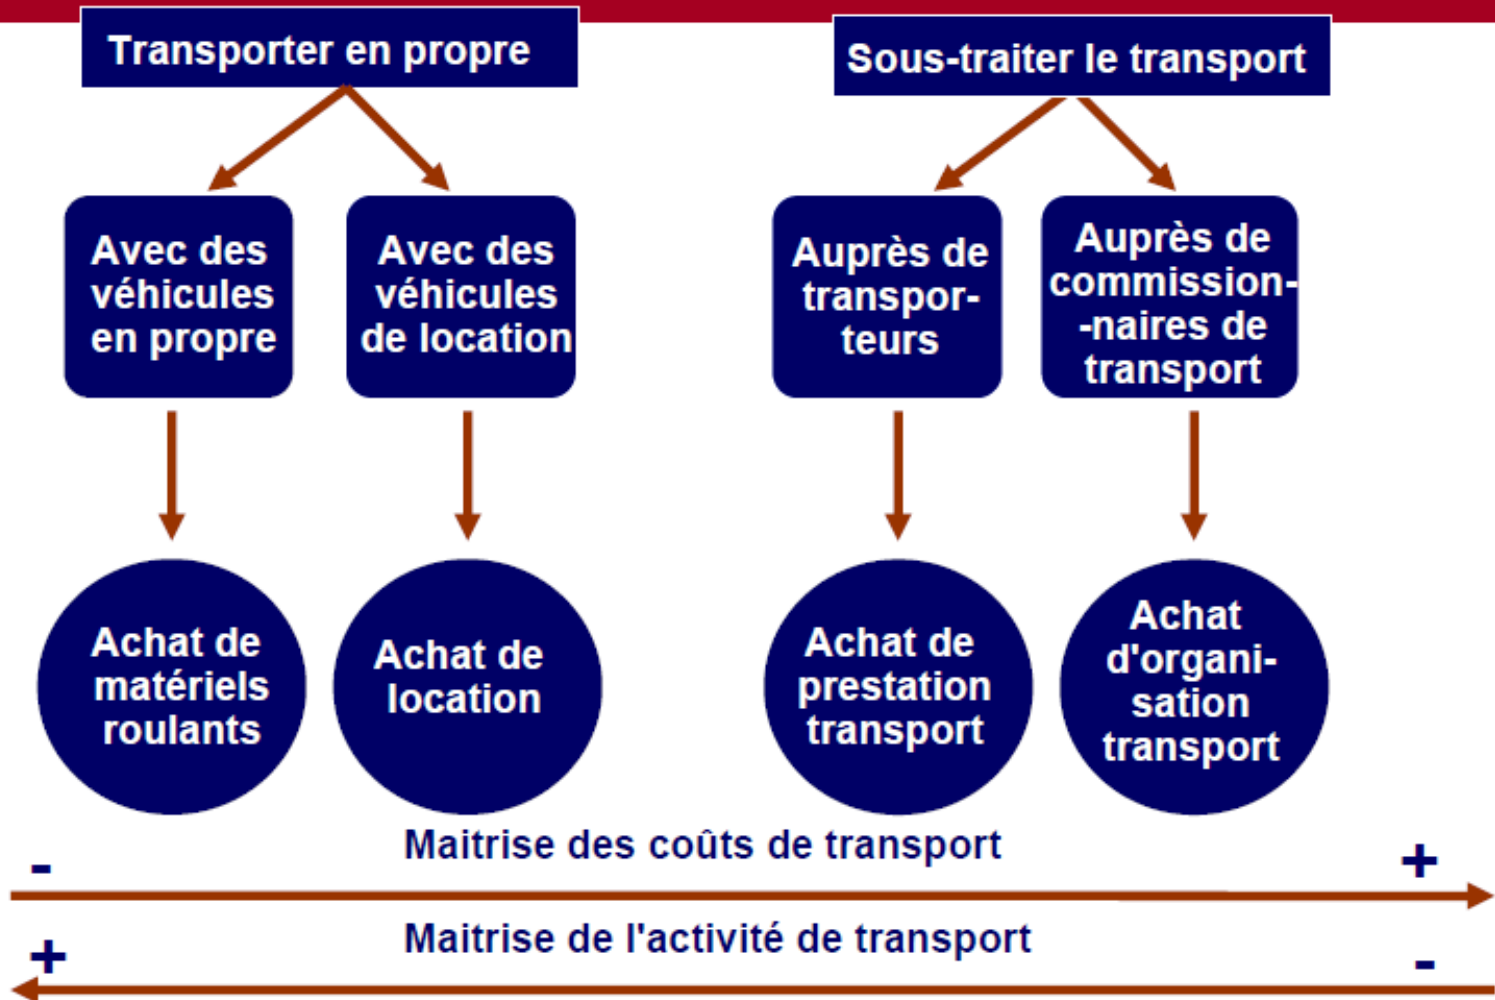 Transporter en propre
Sous-traiter le transport
Avec des
véhicules
en propre
Avec des
véhicules
de location
Auprès de
transpor-
teurs
Auprès de
commission-
-naires de
transport
Achat de
matériels
roulants
Achat de
location
Achat de
prestation
transport
Achat
d'organi-
sation
transport
Maitrise des coûts de transport
- +
Maitrise de l'activité de transport
+ -